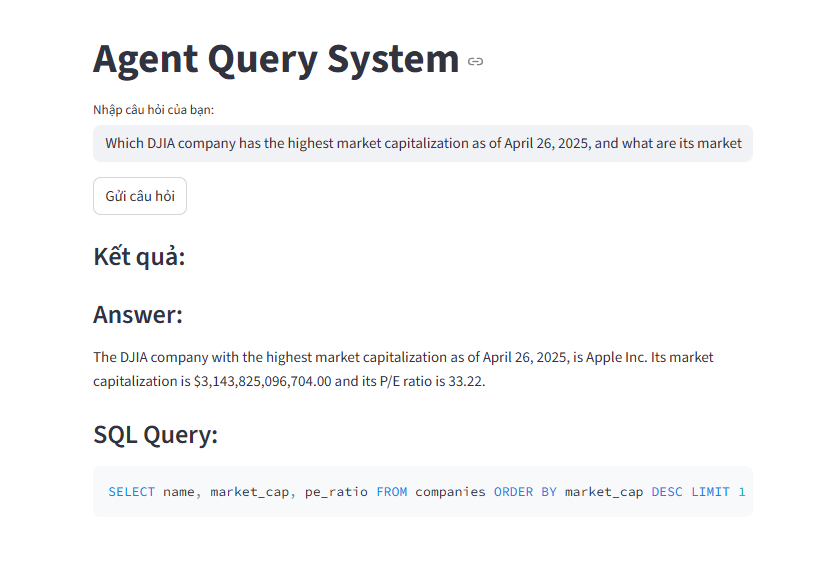 Agent Query System
Nhập câu hỏi của bạn:
Which DJIA company has the highest market capitalization as of April 26, 2025, and what are its market
Gửi câu hỏi
Kết quả:
Answer:
The DJIA company with the highest market capitalization as of April 26, 2025, is Apple Inc. Its market
capitalization is $3,143,825,096,704.00 and its P/E ratio is 33.22.
SQL Query:
SELECT name, market_cap, pe_ratio FROM companies ORDER BY market_cap DESC LIMIT 1